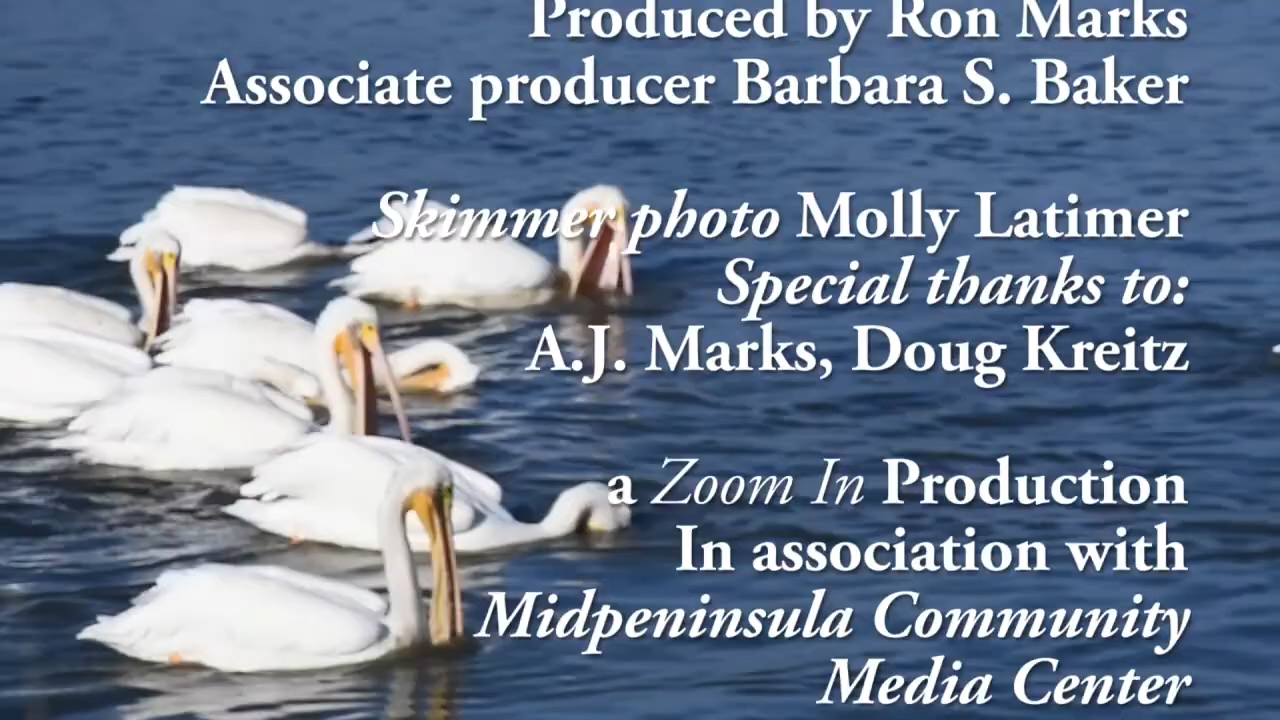 Produced by Ron Marks
Associate producer Barbara S. Baker
Skimmer photo Molly Latimer
Special thanks to:
A.J. Marks, Doug Kreitz
a Zoom In Production
In association with
Midpeninsula Community
Media Center